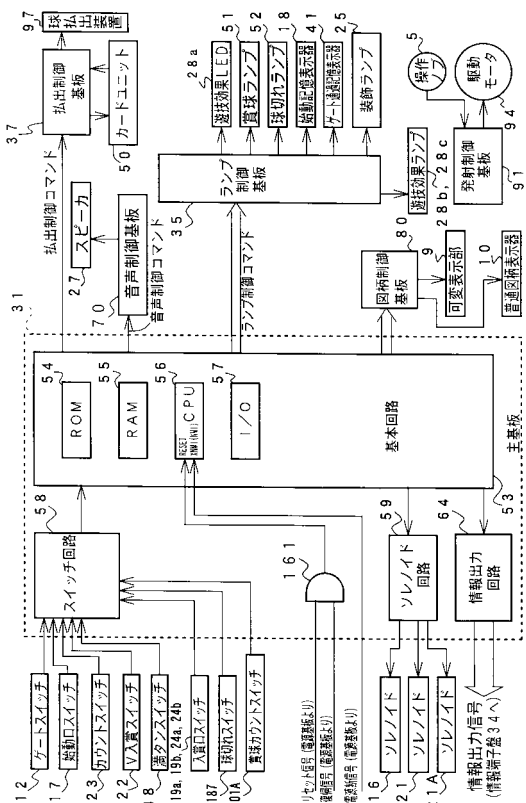 97
球払出装置
払出制御基板
37
カードユニット
50
払出制御コマンド
スピーカ
27
音声制御基板
70
音声制御コマンド
31
28a
遊技効果LED
51
賞球ランプ
52
球切れランプ
18
始動記憶表示器
41
ゲート通過記憶表示器
25
装飾ランプ
ランプ制御基板
35
ランプ制御コマンド
遊技効果ランプ
28b, 28c
5
操作ノブ
駆動モータ
94
発射制御基板
91
図柄制御基板
80
可変表示部
9
普通図柄表示器
10
54
ROM
55
RAM
56
RESET
CPU
57
I/O
基本回路
53
主基板
58
スイッチ回路
161
59
ソレノイド回路
64
情報出力回路
12
ゲートスイッチ
17
始動口スイッチ
23
カウントスイッチ
22
V入賞スイッチ
48
満タンスイッチ
19a, 19b, 24a, 24b
入賞口スイッチ
187
球切れスイッチ
01A
賞球カウントスイッチ
リセット信号(電源基板より)
復帰信号(電源基板より)
電源断信号(電源基板より)
16
ソレノイド
21
ソレノイド
21A
ソレノイド
情報出力信号
(情報端子盤34へ)